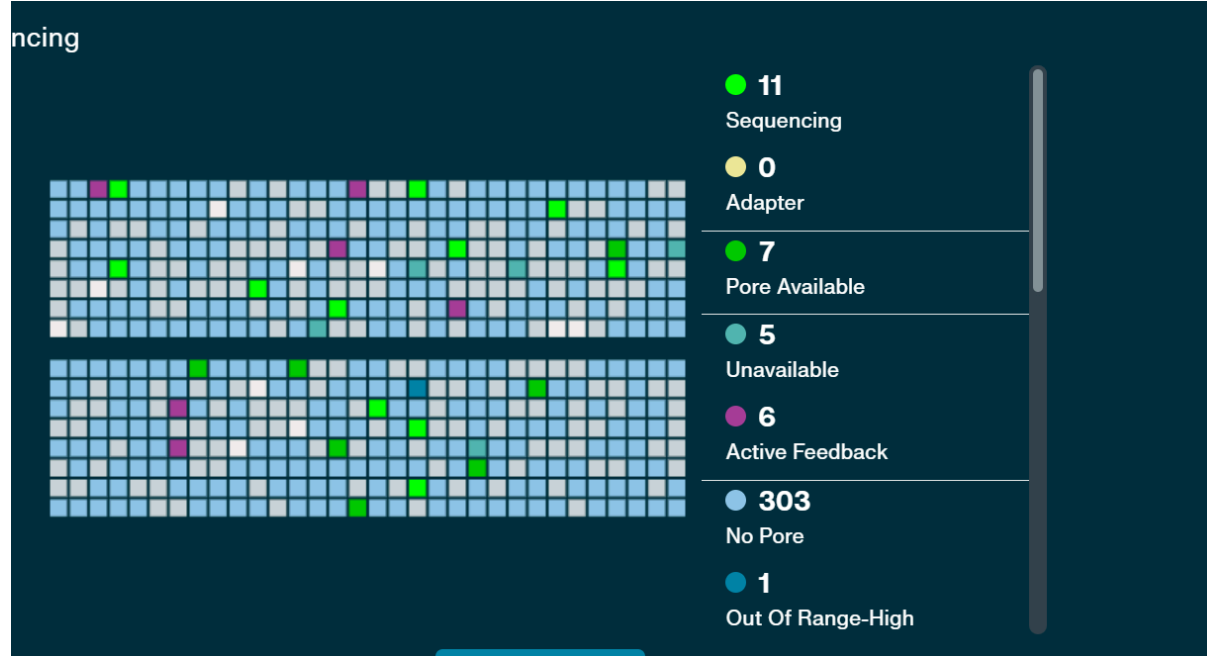 ncing
11
Sequencing
0
Adapter
7
Pore Available
5
Unavailable
6
Active Feedback
303
No Pore
1
Out Of Range-High